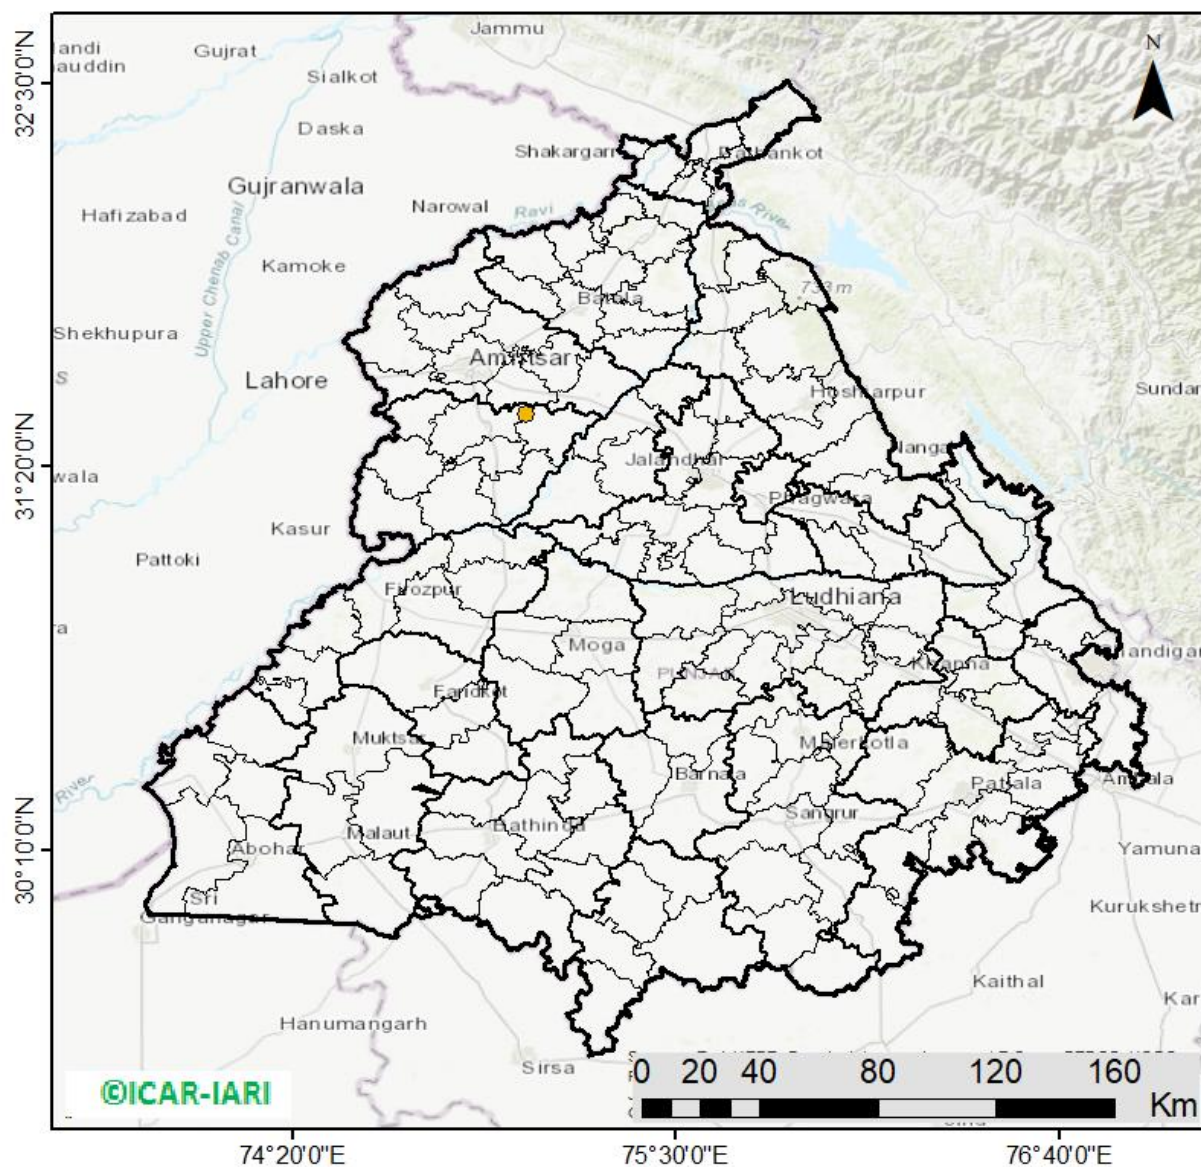 Jammu
N
andi
auddin
Gujrat
Sialkot
32°30'0"N
Daska
Shakargarh
Pathankot
Gujranwala
Hafizabad
Narowal
Ravi
River
Upper Chenab Canal
Kamoke
733 m
Batala
Shekhupura
Amritsar
Lahore
Hoshiarpur
Sundar
31°20'0"N
Nangal
wala
Jalandhar
Phagwara
Kasur
Pattoki
Firozpur
Ludhiana
Moga
Chandigar
PUNJAB
Khanna
Faridkot
Muktsar
Malerkotla
River
Barnala
Patiala
Ambala
Sangrur
Bathinda
Malaut
30°10'0"N
Abohar
Yamuna
Sri
Ganganagar
Kurukshetr
Kaithal
Kar
Hanumangarh
Sirsa
©ICAR-IARI
0 20 40 80 120 160
Km
74°20'0"E 75°30'0"E 76°40'0"E